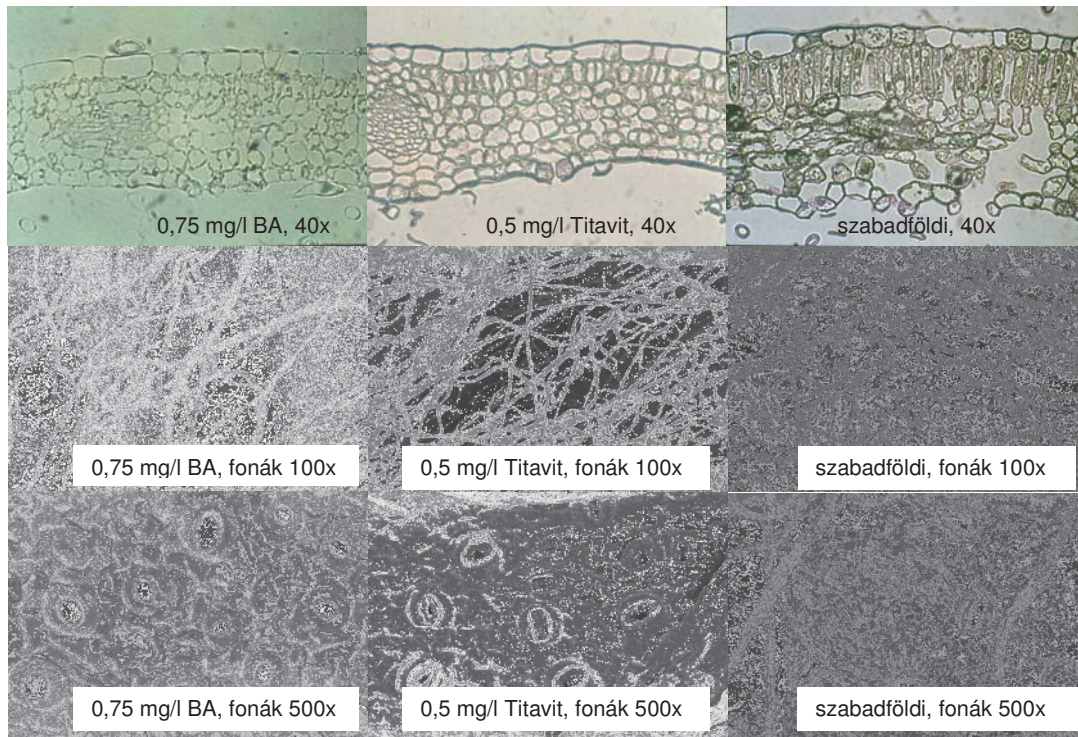 0,75 mg/l BA, 40x
0,5 mg/l Titavit, 40x
szabadföldi, 40x
0,75 mg/l BA, fonák 100x
0,5 mg/l Titavit, fonák 100x
szabadföldi, fonák 100x
0,75 mg/l BA, fonák 500x
0,5 mg/l Titavit, fonák 500x
szabadföldi, fonák 500x